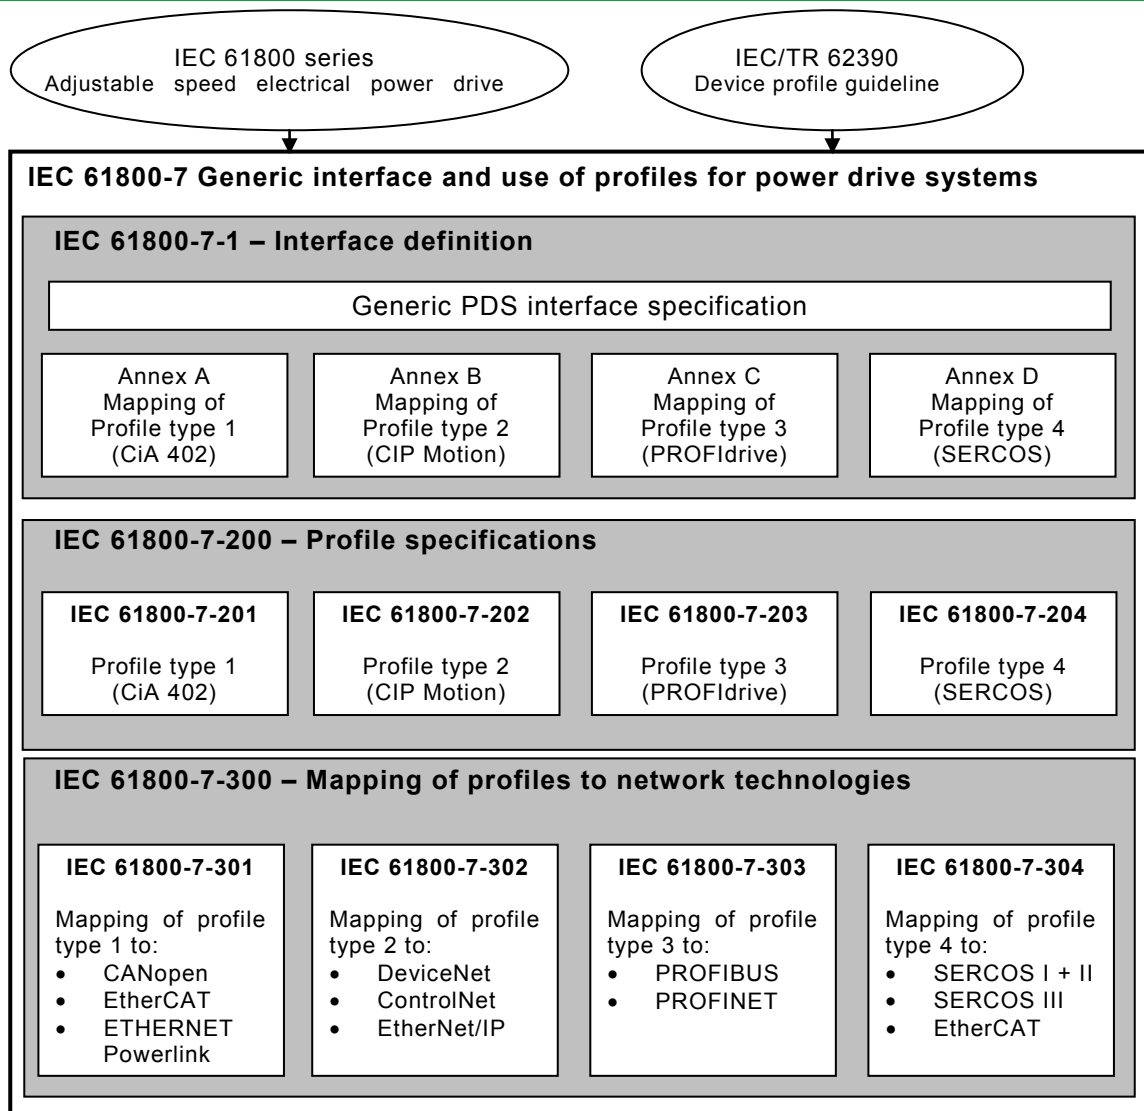 IEC 61800 series
Adjustable speed electrical power drive
IEC/TR 62390
Device profile guideline
IEC 61800-7 Generic interface and use of profiles for power drive systems
IEC 61800-7-1 – Interface definition
Generic PDS interface specification
Annex A
Mapping of
Profile type 1
(CiA 402)
Annex B
Mapping of
Profile type 2
(CIP Motion)
Annex C
Mapping of
Profile type 3
(PROFIdrive)
Annex D
Mapping of
Profile type 4
(SERCOS)
IEC 61800-7-200 – Profile specifications
IEC 61800-7-201
Profile type 1
(CiA 402)
IEC 61800-7-202
Profile type 2
(CIP Motion)
IEC 61800-7-203
Profile type 3
(PROFIdrive)
IEC 61800-7-204
Profile type 4
(SERCOS)
IEC 61800-7-300 – Mapping of profiles to network technologies
IEC 61800-7-301
Mapping of profile
type 1 to:
• CANopen
• EtherCAT
• ETHERNET
Powerlink
IEC 61800-7-302
Mapping of profile
type 2 to:
• DeviceNet
• ControlNet
• EtherNet/IP
IEC 61800-7-303
Mapping of profile
type 3 to:
• PROFIBUS
• PROFINET
IEC 61800-7-304
Mapping of profile
type 4 to:
• SERCOS I + II
• SERCOS III
• EtherCAT